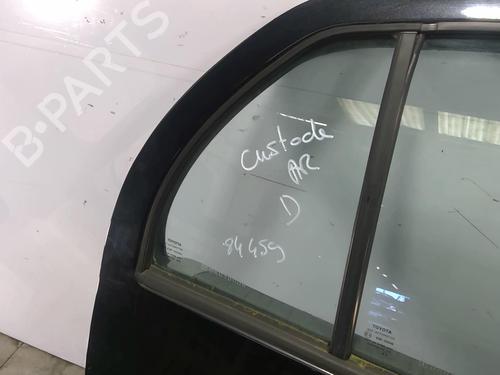 B-PARTS
Custode
AR
D
84459
TOYOTA
TOYOTA